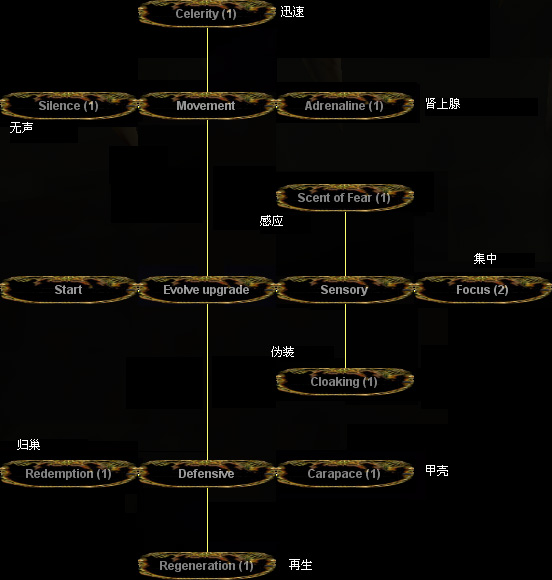 Celerity (1) 迅速
Silence (1) Movement Adrenaline (1) 肾上腺
无声
Scent of Fear (1)
感应
集中
Start Evolve upgrade Sensory Focus (2)
伪装
Cloaking (1)
归巢
Redemption (1) Defensive Carapace (1) 甲壳
Regeneration (1) 再生